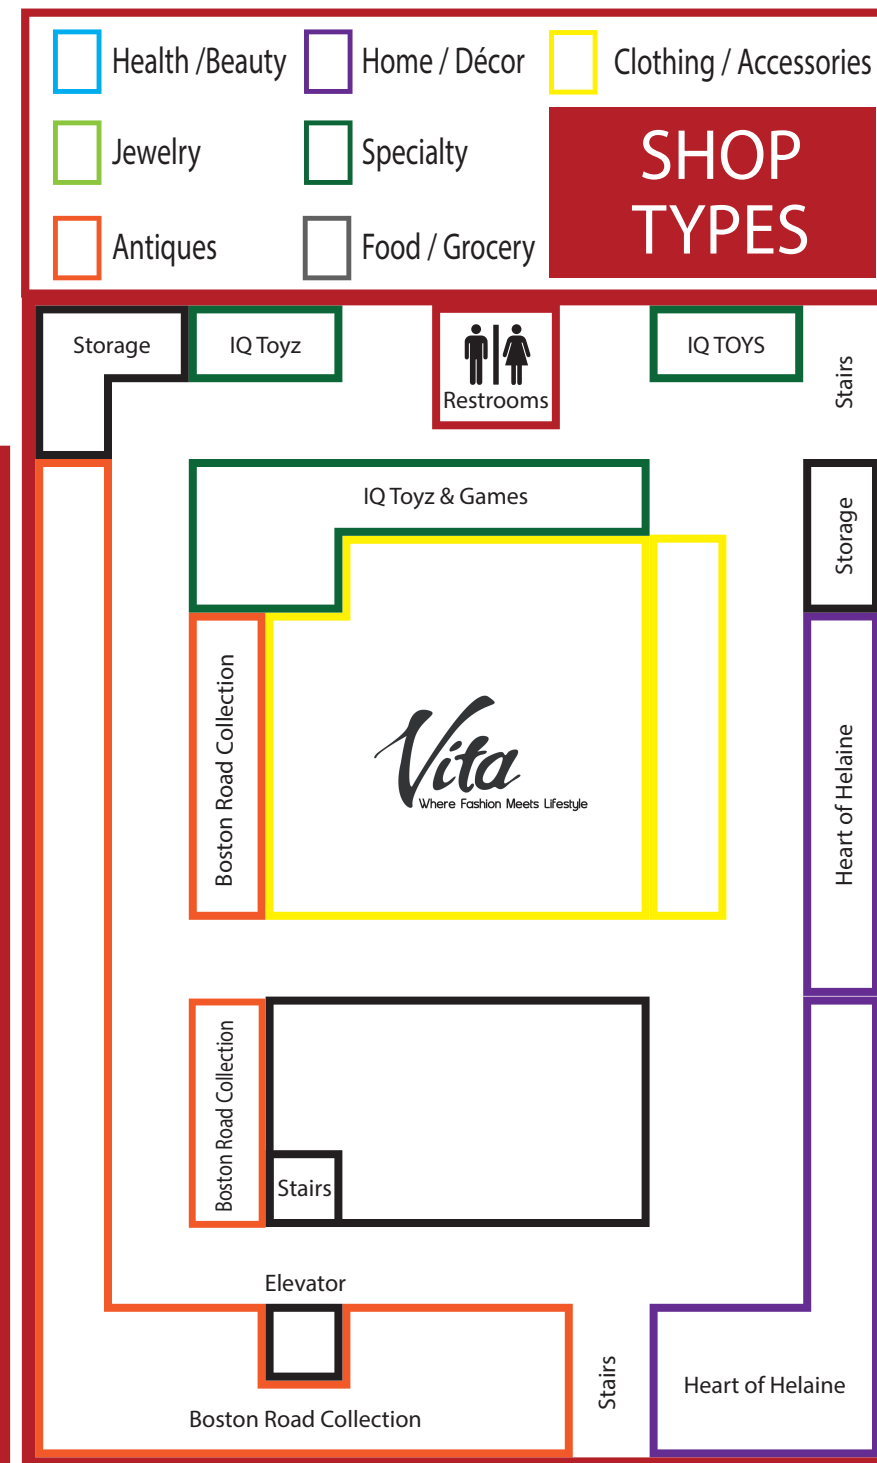 Health /Beauty
Home / Décor
Clothing / Accessories
Jewelry
Specialty
SHOP
TYPES
Antiques
Food / Grocery
Storage
IQ Toyz
Restrooms
IQ TOYS
Stairs
IQ Toyz & Games
Storage
Boston Road Collection
Vita
Where Fashion Meets Lifestyle
Heart of Helaine
Boston Road Collection
Stairs
Elevator
Stairs
Heart of Helaine
Boston Road Collection